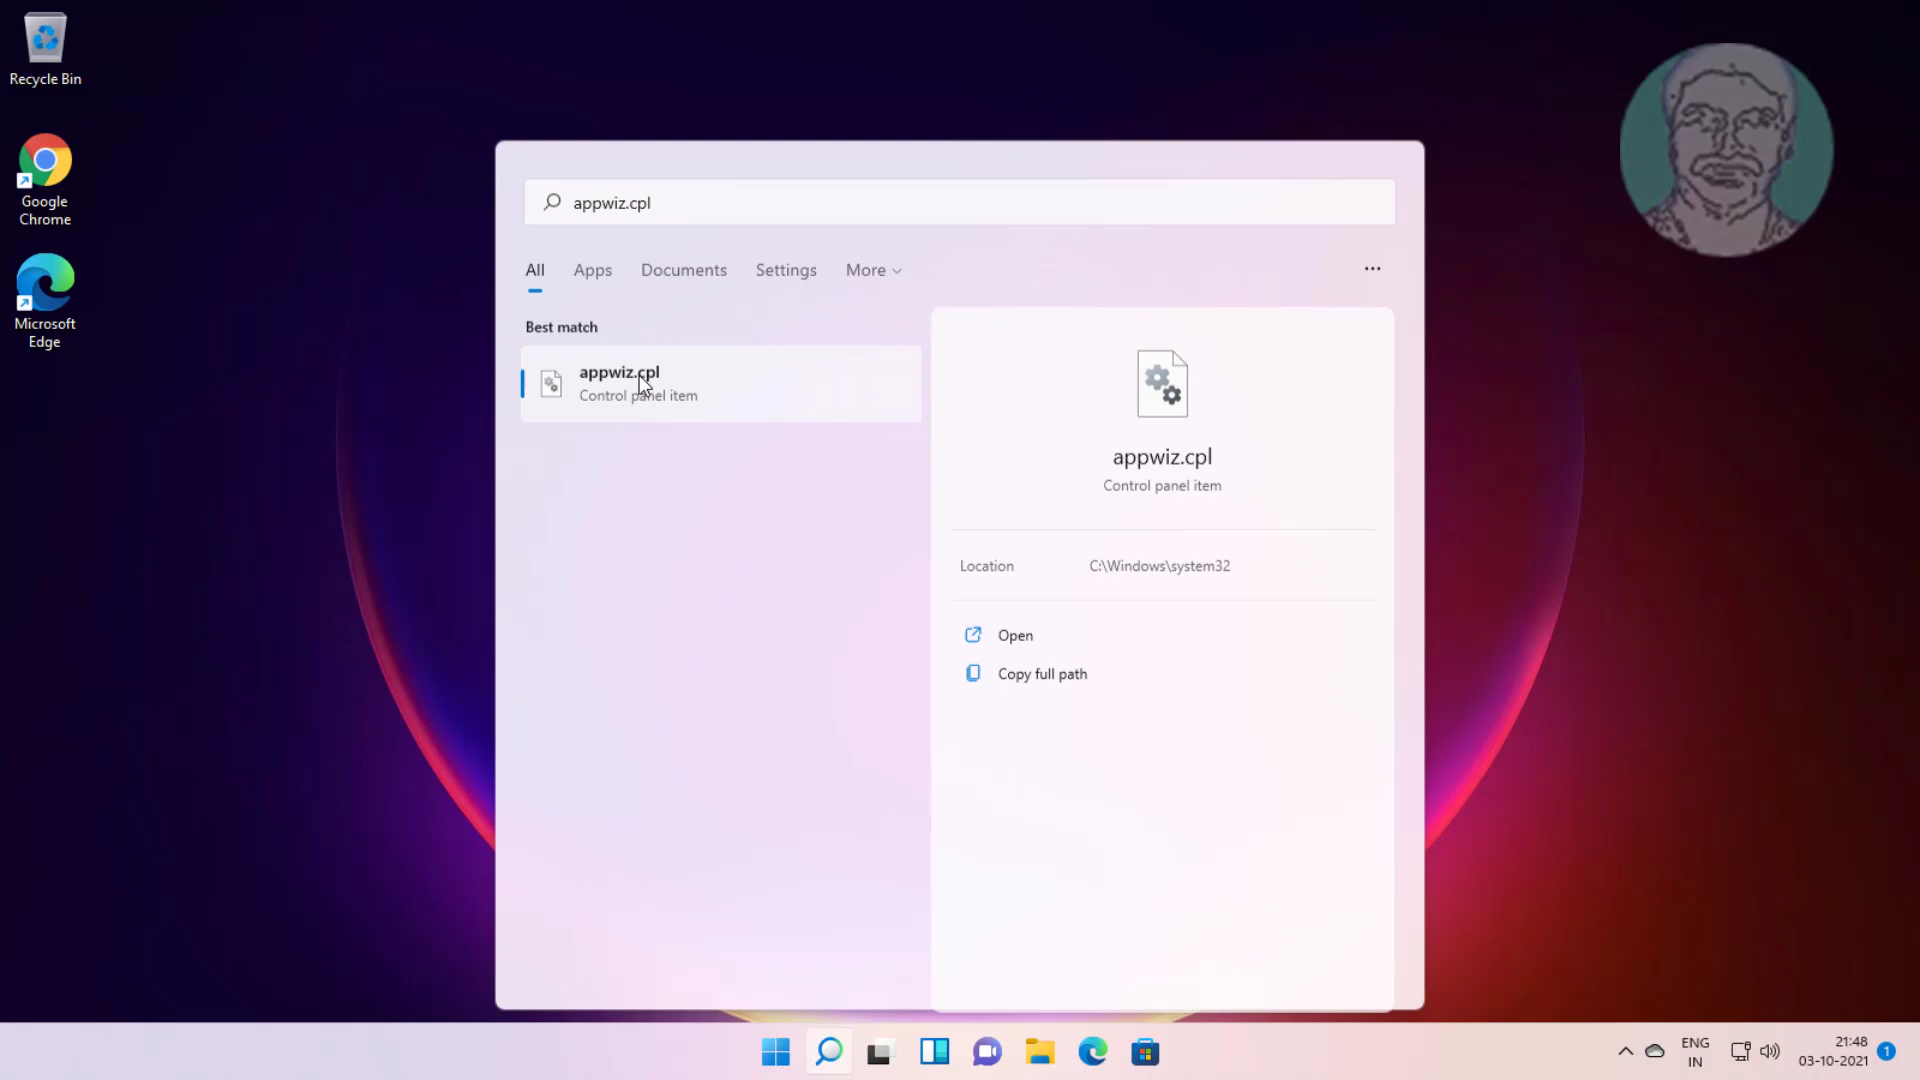 Recycle Bin
Google
Chrome
Microsoft
Edge
appwiz.cpl
All Apps Documents Settings More
Best match
appwiz.cpl
Control panel item
appwiz.cpl
Control panel item
Location C:\Windows\system32
Open
Copy full path
ENG
IN
21:48
03-10-2021
1